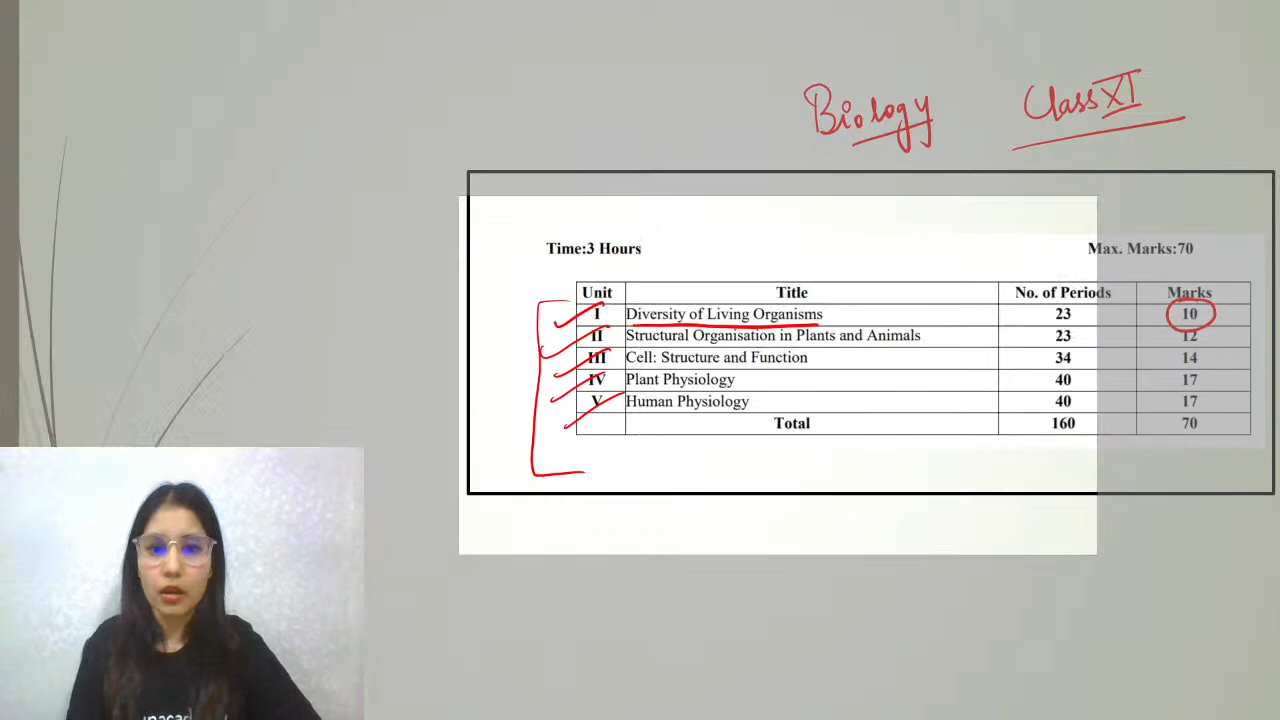 Biology Class XI
Time:3 Hours Max. Marks:70
Unit Title No. of Periods Marks
I Diversity of Living Organisms 23 10
II Structural Organisation in Plants and Animals 23 12
III Cell: Structure and Function 34 14
IV Plant Physiology 40 17
V Human Physiology 40 17
Total 160 70